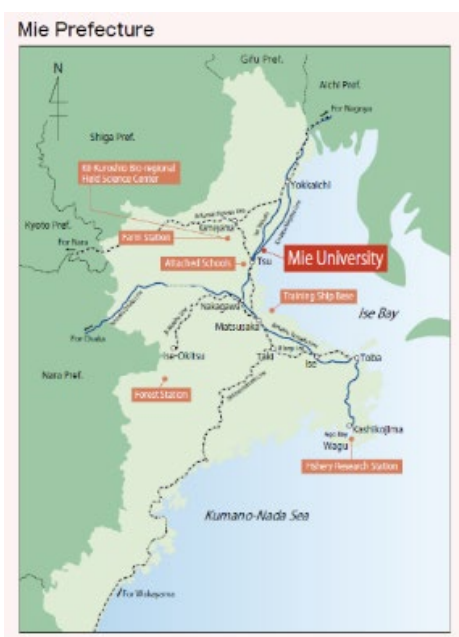 Mie Prefecture
N
Gifu Pref.
Aichi Pref.
For Nagoya
Shiga Pref.
Kii-Kuroshio Bio-regional
Field Science Center
Yokkaichi
Kyoto Pref.
For Nara
Kameyama
Farm Station
Attached Schools
Tsu
Mie University
Training Ship Base
Nakagawa
Ise Bay
Matsusaka
For Osaka
Ise-Okitsu
Taki
Ise
Toba
Nara Pref.
Forest Station
Kashikojima
Wagu
Fishery Research Station
Kumano-Nada Sea
For Wakayama